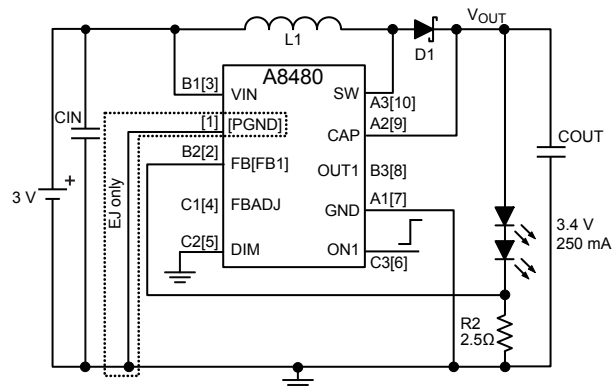 VOUT
L1
D1
A8480
B1[3]
VIN
SW
A3[10]
CIN
[1]
[PGND]
CAP
A2[9]
B2[2]
FB[FB1]
OUT1
B3[8]
COUT
3 V
+
EJ only
C1[4]
FBADJ
GND
A1[7]
3.4 V
250 mA
C2[5]
DIM
ON1
C3[6]
R2
2.5Ω